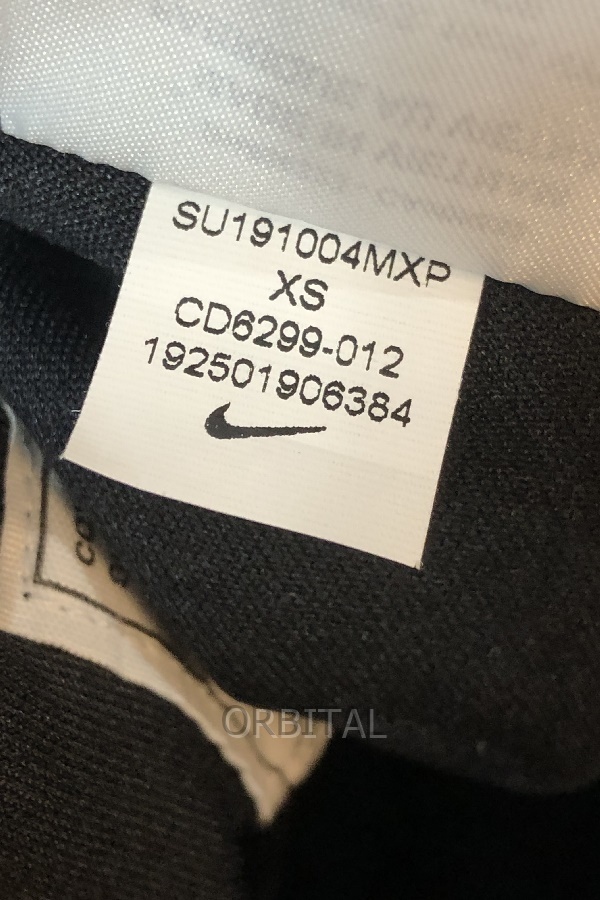 SU191004MXP
XS
CD6299-012
192501906384
ORBITAL